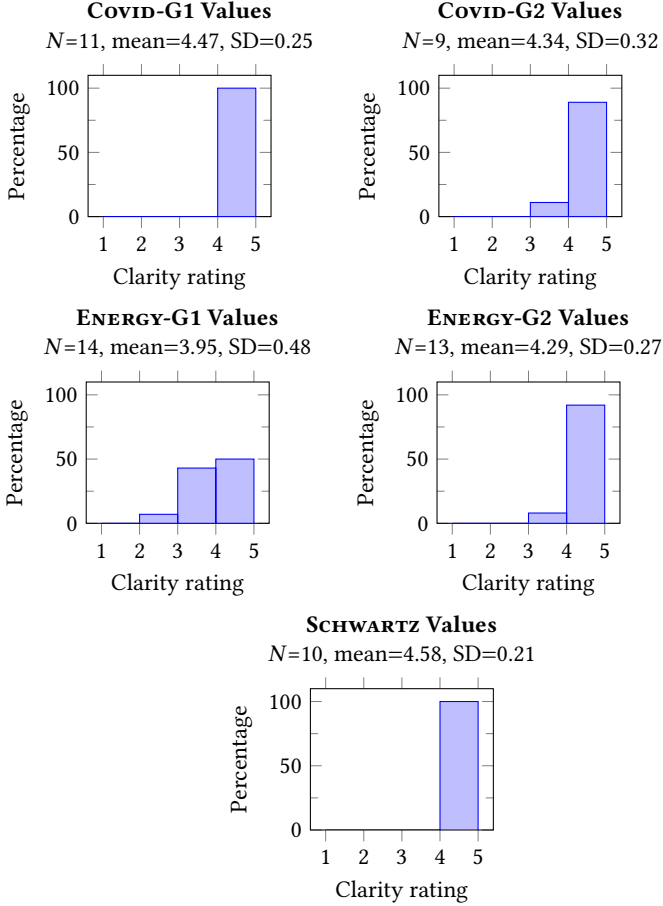 COVID-G1 Values
N=11, mean=4.47, SD=0.25
100
50
0
Percentage
1 2 3 4 5
Clarity rating
COVID-G2 Values
N=9, mean=4.34, SD=0.32
100
50
0
Percentage
1 2 3 4 5
Clarity rating
ENERGY-G1 Values
N=14, mean=3.95, SD=0.48
100
50
0
Percentage
1 2 3 4 5
Clarity rating
ENERGY-G2 Values
N=13, mean=4.29, SD=0.27
100
50
0
Percentage
1 2 3 4 5
Clarity rating
SCHWARTZ Values
N=10, mean=4.58, SD=0.21
100
50
0
Percentage
1 2 3 4 5
Clarity rating